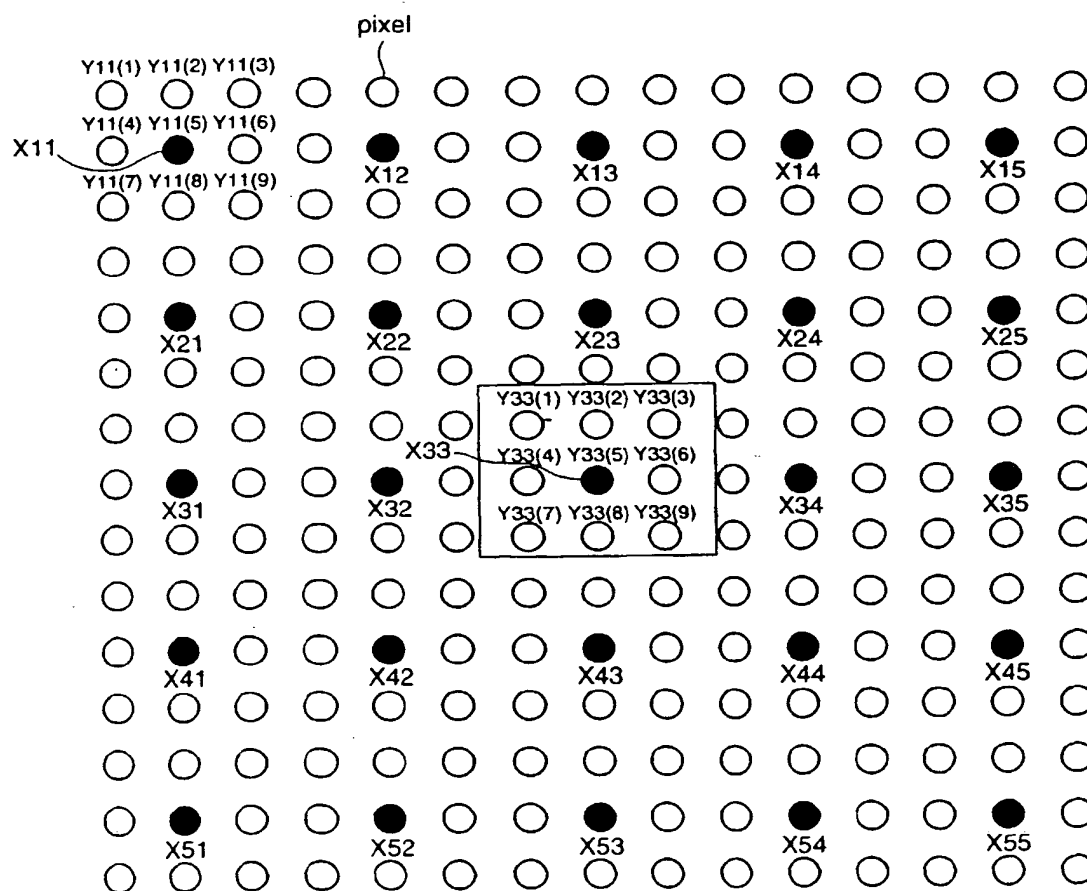 pixel
Y11(1) Y11(2) Y11(3)
Y11(4) Y11(5) Y11(6)
X11
X12 X13 X14 X15
Y11(7) Y11(8) Y11(9)
X21 X22 X23 X24 X25
Y33(1) Y33(2) Y33(3)
X33 Y33(4) Y33(5) Y33(6)
X31 X32 X34 X35
Y33(7) Y33(8) Y33(9)
X41 X42 X43 X44 X45
X51 X52 X53 X54 X55